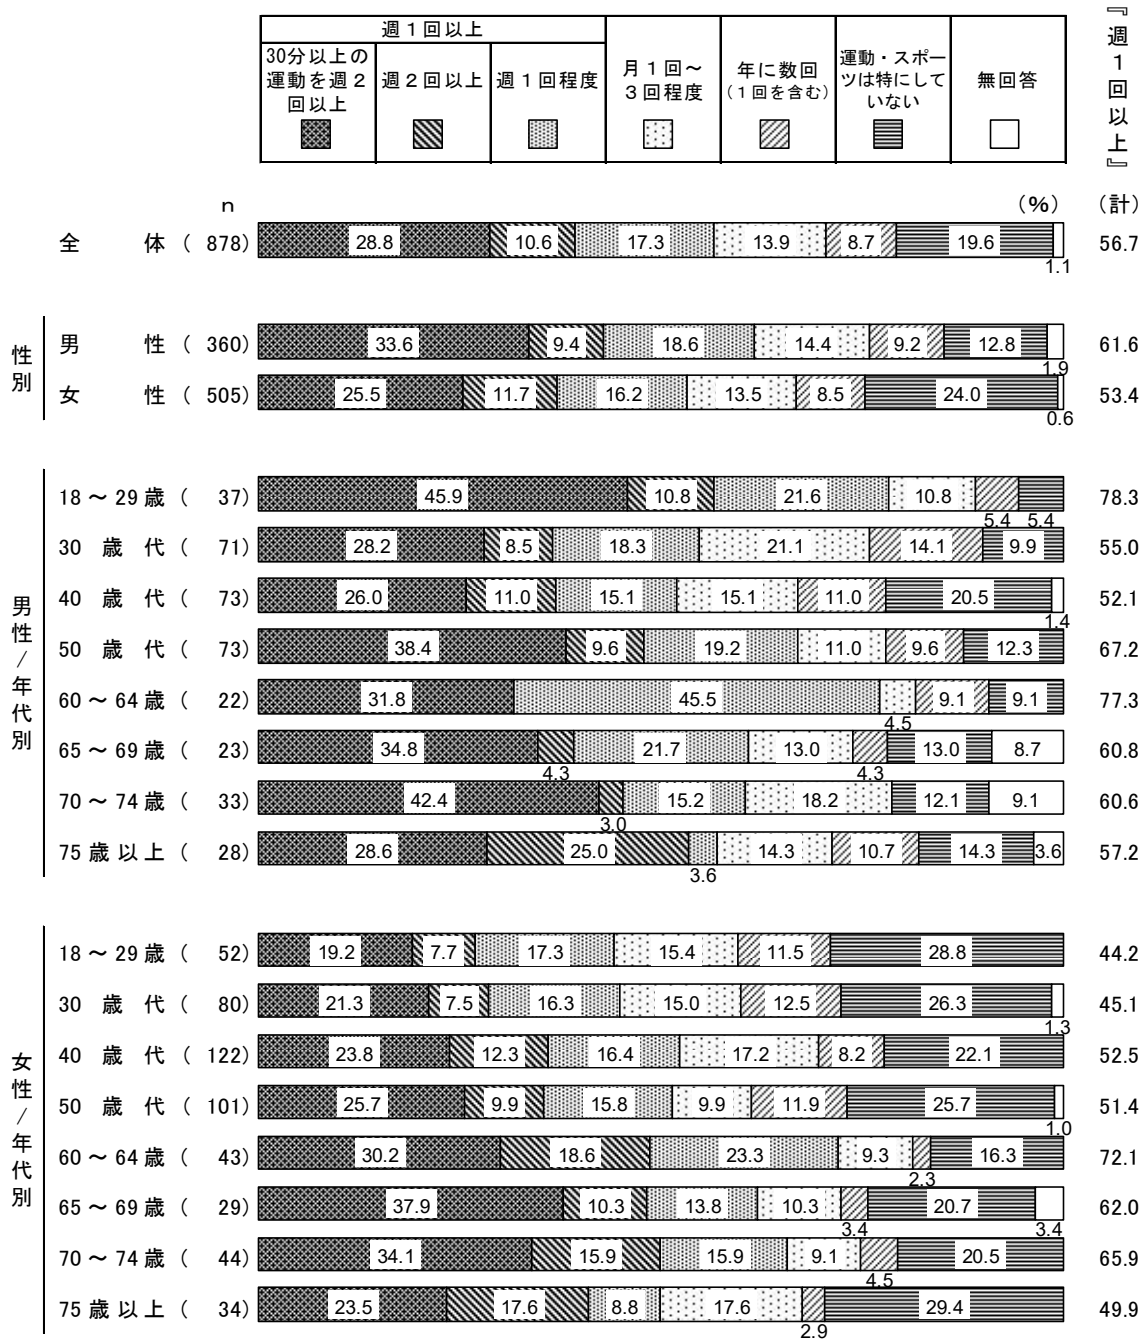 『週1回以上』
週1回以上
30分以上の運動を週2回以上
週2回以上
週1回程度
月1回～3回程度
年に数回(1回を含む)
運動・スポーツは特にしていない
無回答
n (%) (計)
全体 ( 878) 28.8 10.6 17.3 13.9 8.7 19.6 1.1 56.7
性別
男性 ( 360) 33.6 9.4 18.6 14.4 9.2 12.8 1.9 61.6
女性 ( 505) 25.5 11.7 16.2 13.5 8.5 24.0 0.6 53.4
男性/年代別
18～29歳 ( 37) 45.9 10.8 21.6 10.8 5.4 5.4 78.3
30歳代 ( 71) 28.2 8.5 18.3 21.1 14.1 9.9 55.0
40歳代 ( 73) 26.0 11.0 15.1 15.1 11.0 20.5 1.4 52.1
50歳代 ( 73) 38.4 9.6 19.2 11.0 9.6 12.3 67.2
60～64歳 ( 22) 31.8 45.5 4.5 9.1 9.1 77.3
65～69歳 ( 23) 34.8 4.3 21.7 13.0 4.3 13.0 8.7 60.8
70～74歳 ( 33) 42.4 3.0 15.2 18.2 12.1 9.1 60.6
75歳以上 ( 28) 28.6 25.0 3.6 14.3 10.7 14.3 3.6 57.2
女性/年代別
18～29歳 ( 52) 19.2 7.7 17.3 15.4 11.5 28.8 44.2
30歳代 ( 80) 21.3 7.5 16.3 15.0 12.5 26.3 1.3 45.1
40歳代 ( 122) 23.8 12.3 16.4 17.2 8.2 22.1 52.5
50歳代 ( 101) 25.7 9.9 15.8 9.9 11.9 25.7 1.0 51.4
60～64歳 ( 43) 30.2 18.6 23.3 9.3 2.3 16.3 72.1
65～69歳 ( 29) 37.9 10.3 13.8 10.3 3.4 20.7 3.4 62.0
70～74歳 ( 44) 34.1 15.9 15.9 9.1 4.5 20.5 65.9
75歳以上 ( 34) 23.5 17.6 8.8 17.6 2.9 29.4 49.9